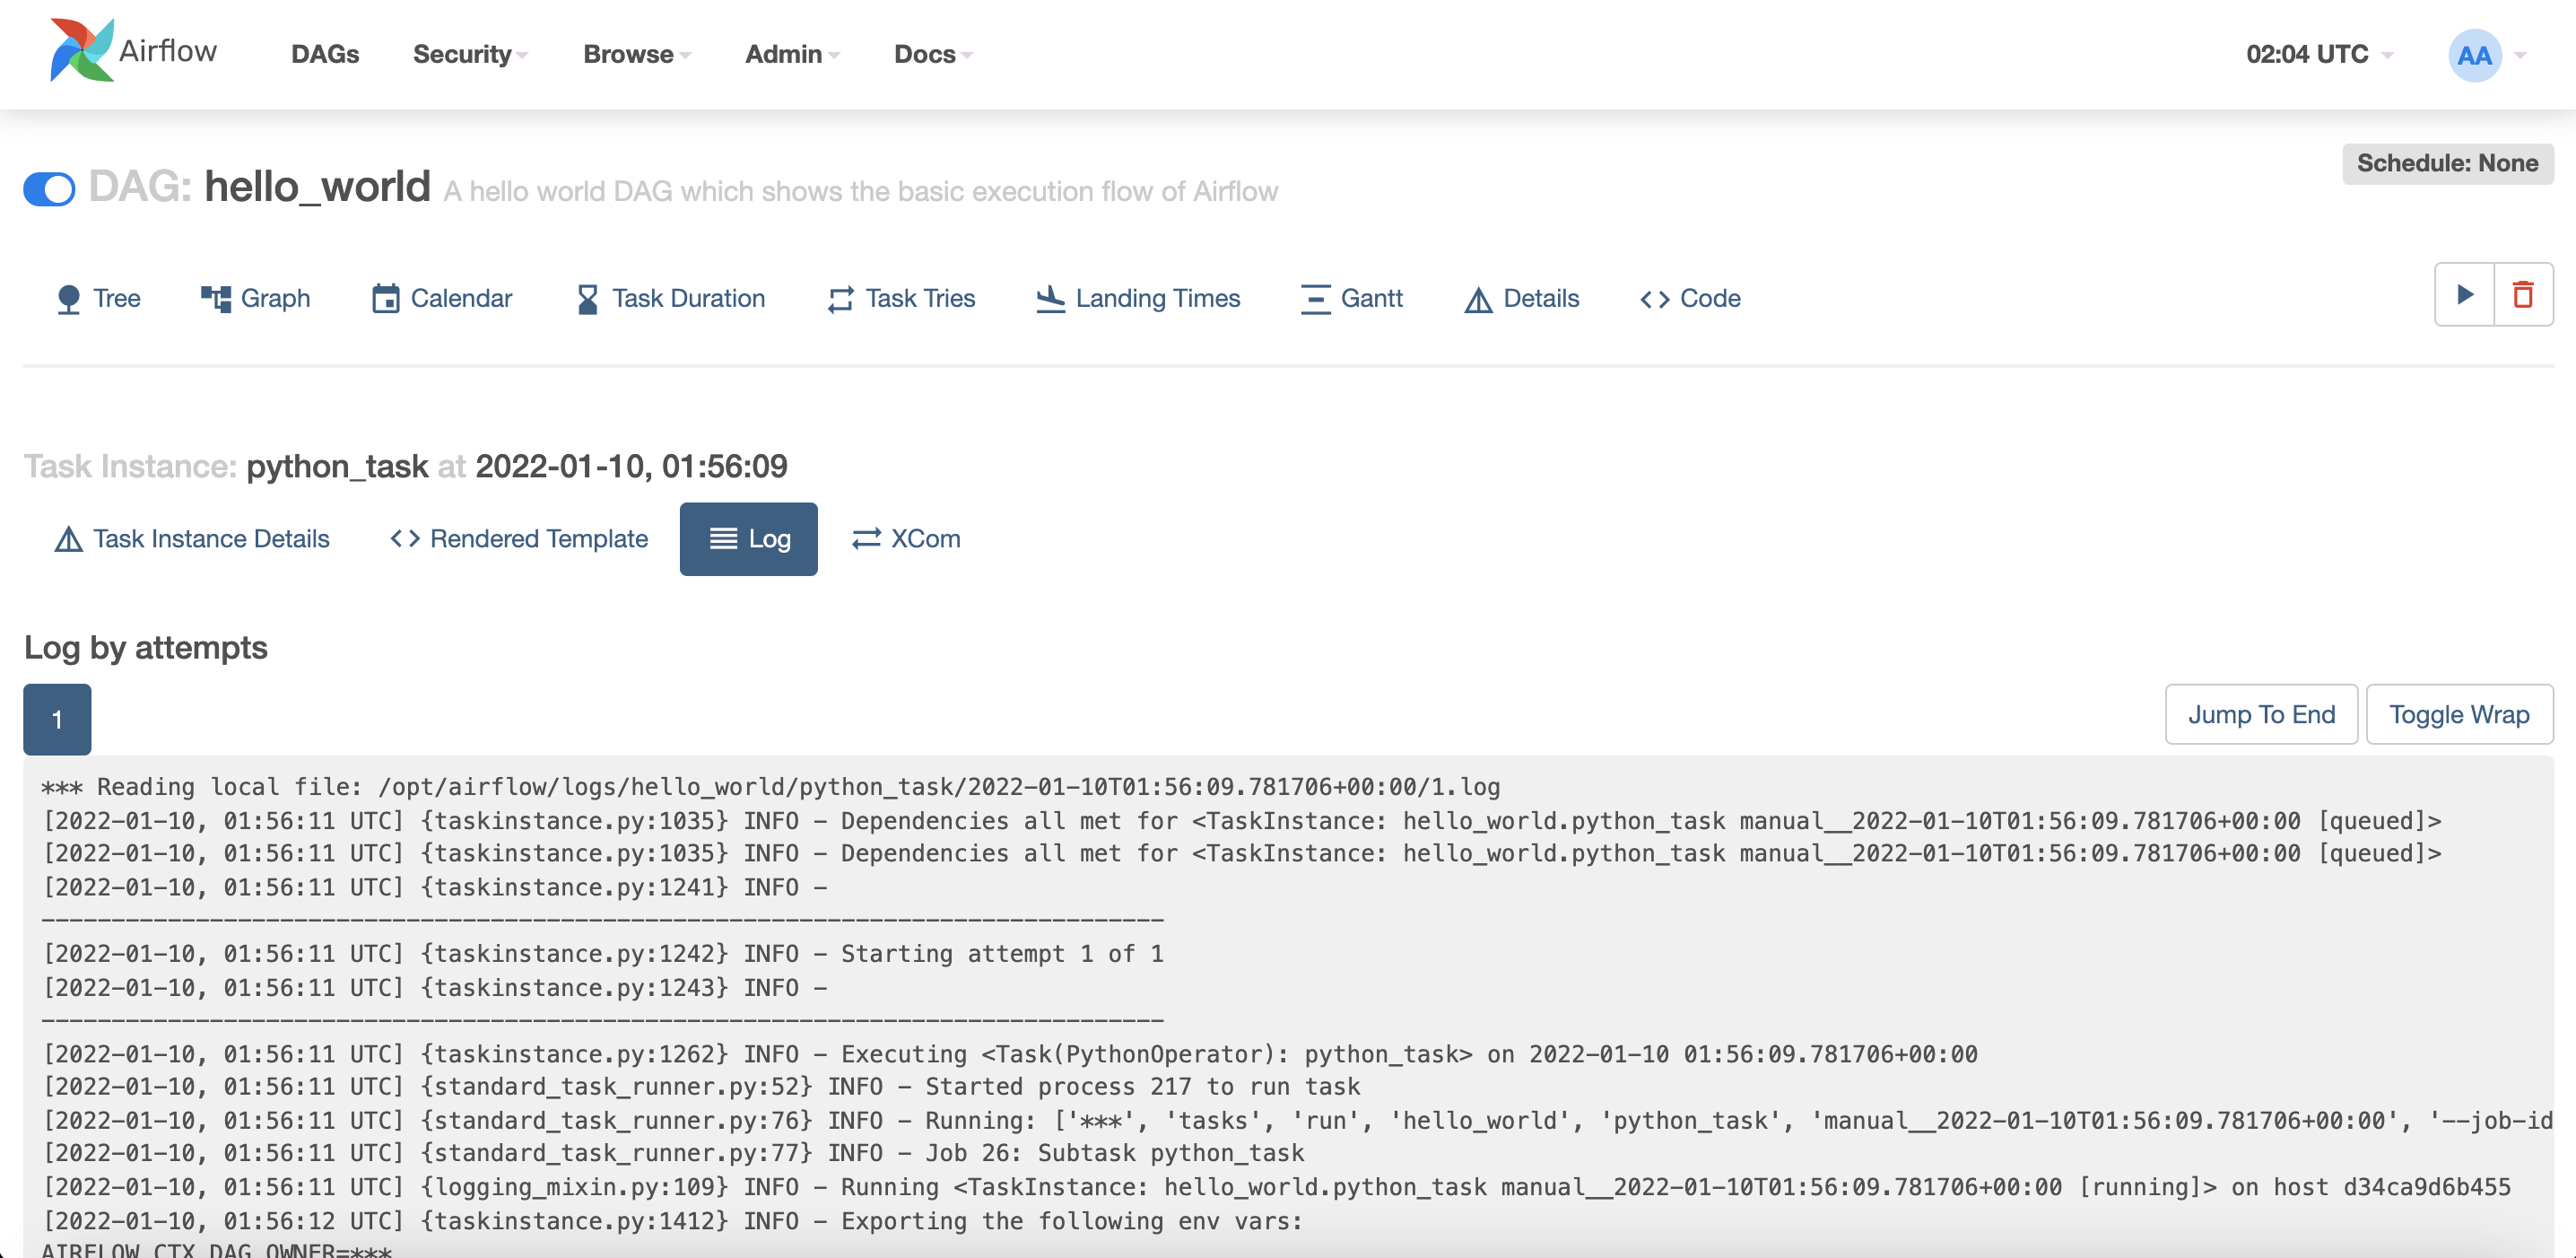 Airflow DAGs Security Browse Admin Docs 02:04 UTC AA
Schedule: None
DAG: hello_world A hello world DAG which shows the basic execution flow of Airflow
Tree Graph Calendar Task Duration Task Tries Landing Times Gantt Details Code
Task Instance: python_task at 2022-01-10, 01:56:09
Task Instance Details Rendered Template Log XCom
Log by attempts
1 Jump To End Toggle Wrap
*** Reading local file: /opt/airflow/logs/hello_world/python_task/2022-01-10T01:56:09.781706+00:00/1.log
[2022-01-10, 01:56:11 UTC] {taskinstance.py:1035} INFO - Dependencies all met for <TaskInstance: hello_world.python_task manual__2022-01-10T01:56:09.781706+00:00 [queued]>
[2022-01-10, 01:56:11 UTC] {taskinstance.py:1035} INFO - Dependencies all met for <TaskInstance: hello_world.python_task manual__2022-01-10T01:56:09.781706+00:00 [queued]>
[2022-01-10, 01:56:11 UTC] {taskinstance.py:1241} INFO -
--------------------------------------------------------------------------------
[2022-01-10, 01:56:11 UTC] {taskinstance.py:1242} INFO - Starting attempt 1 of 1
[2022-01-10, 01:56:11 UTC] {taskinstance.py:1243} INFO -
--------------------------------------------------------------------------------
[2022-01-10, 01:56:11 UTC] {taskinstance.py:1262} INFO - Executing <Task(PythonOperator): python_task> on 2022-01-10 01:56:09.781706+00:00
[2022-01-10, 01:56:11 UTC] {standard_task_runner.py:52} INFO - Started process 217 to run task
[2022-01-10, 01:56:11 UTC] {standard_task_runner.py:76} INFO - Running: ['***', 'tasks', 'run', 'hello_world', 'python_task', 'manual__2022-01-10T01:56:09.781706+00:00', '--job-id
[2022-01-10, 01:56:11 UTC] {standard_task_runner.py:77} INFO - Job 26: Subtask python_task
[2022-01-10, 01:56:11 UTC] {logging_mixin.py:109} INFO - Running <TaskInstance: hello_world.python_task manual__2022-01-10T01:56:09.781706+00:00 [running]> on host d34ca9d6b455
[2022-01-10, 01:56:12 UTC] {taskinstance.py:1412} INFO - Exporting the following env vars:
AIRFLOW_CTX_DAG_OWNER=***